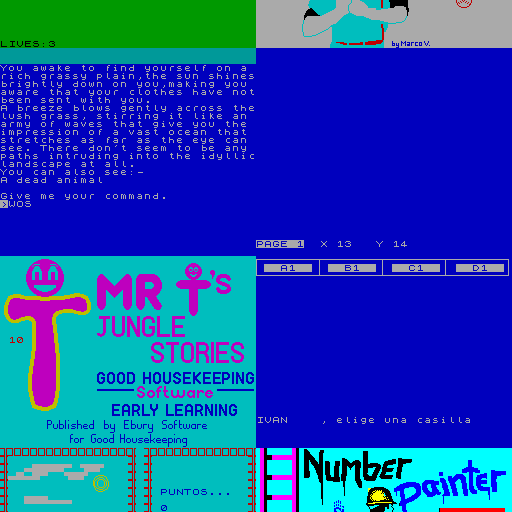 LIVES:3
You awake to find yourself on a
rich grassy plain,the sun shines
brightly down on you,making you
aware that your clothes have not
been sent with you.
A breeze blows gently across the
lush grass, stirring it like an
army of waves that give you the
impression of a vast ocean that
stretches as far as the eye can
see. There don't seem to be any
paths intruding into the idyllic
landscape at all.
You can also see:-
A dead animal
Give me your command.
>WOS
by Marco V.
PAGE 1 X 13 Y 14
MR T's
JUNGLE
STORIES
10
GOOD HOUSEKEEPING
Software
EARLY LEARNING
Published by Ebury Software
for Good Housekeeping
A1 B1 C1 D1
IVAN , elige una casilla
PUNTOS...
0
Number
painter